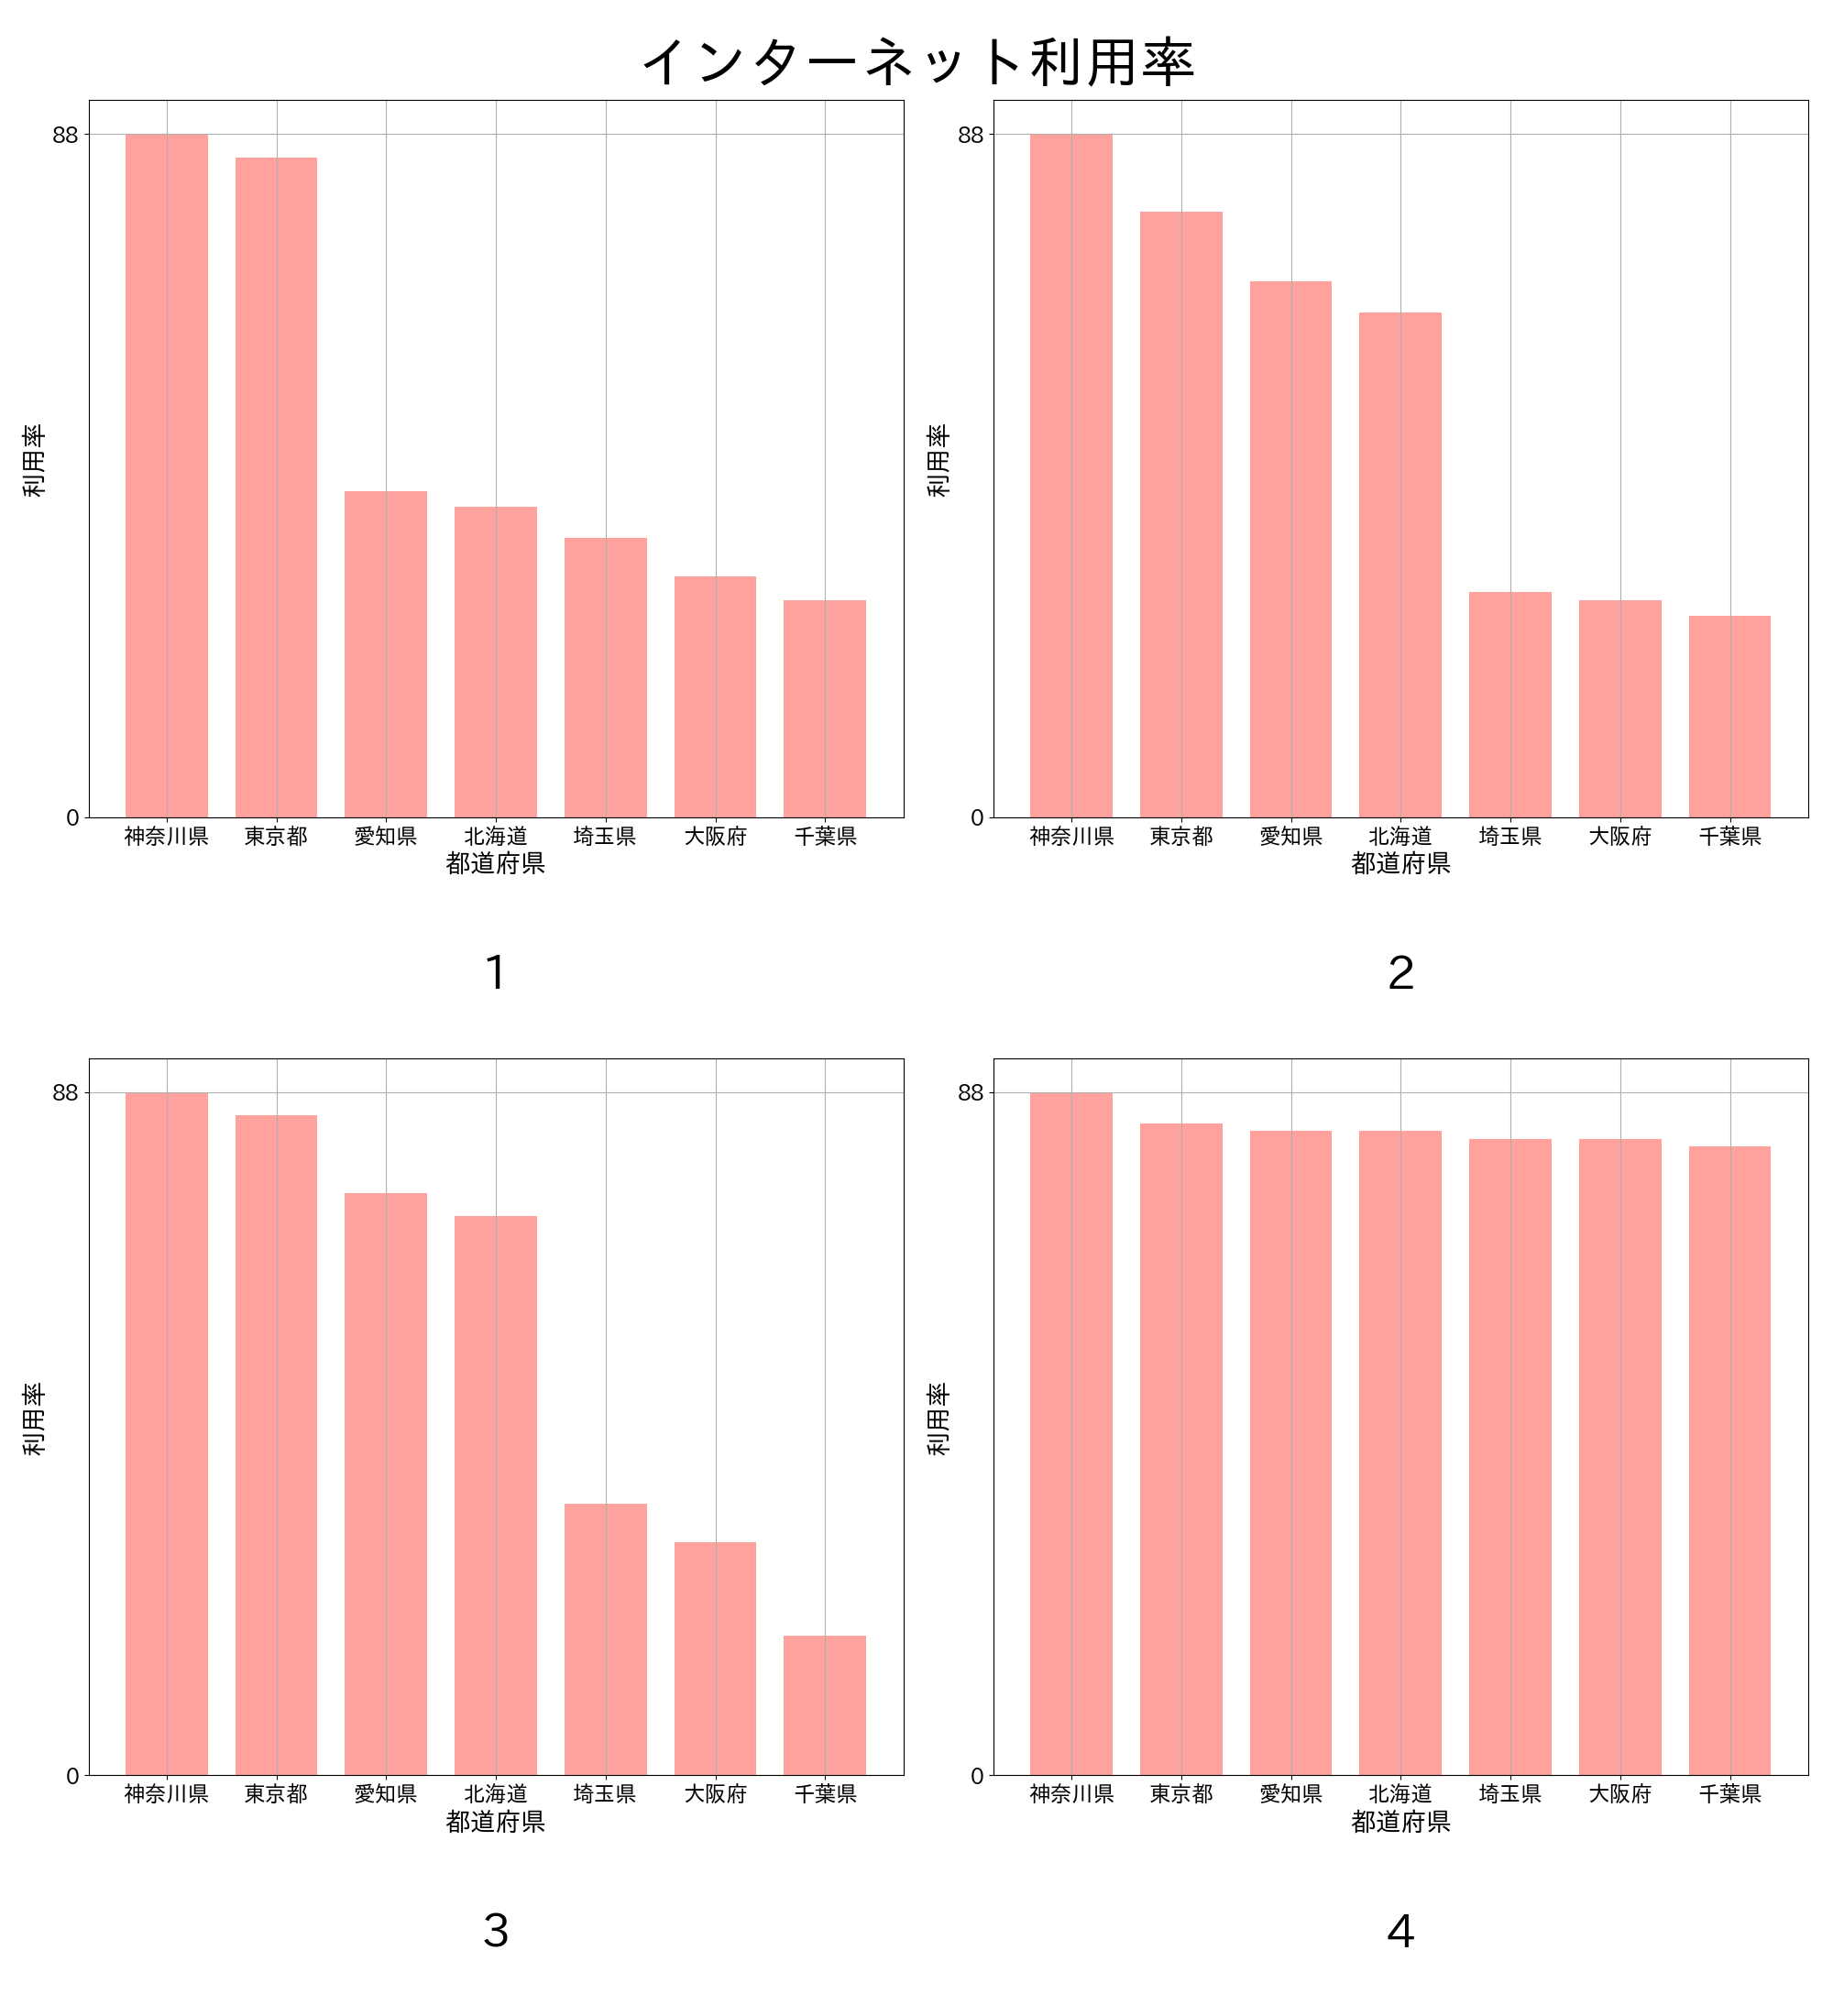 インターネット利用率
88
0
利用率
神奈川県 東京都 愛知県 北海道 埼玉県 大阪府 千葉県
都道府県
1
88
0
利用率
神奈川県 東京都 愛知県 北海道 埼玉県 大阪府 千葉県
都道府県
2
88
0
利用率
神奈川県 東京都 愛知県 北海道 埼玉県 大阪府 千葉県
都道府県
3
88
0
利用率
神奈川県 東京都 愛知県 北海道 埼玉県 大阪府 千葉県
都道府県
4